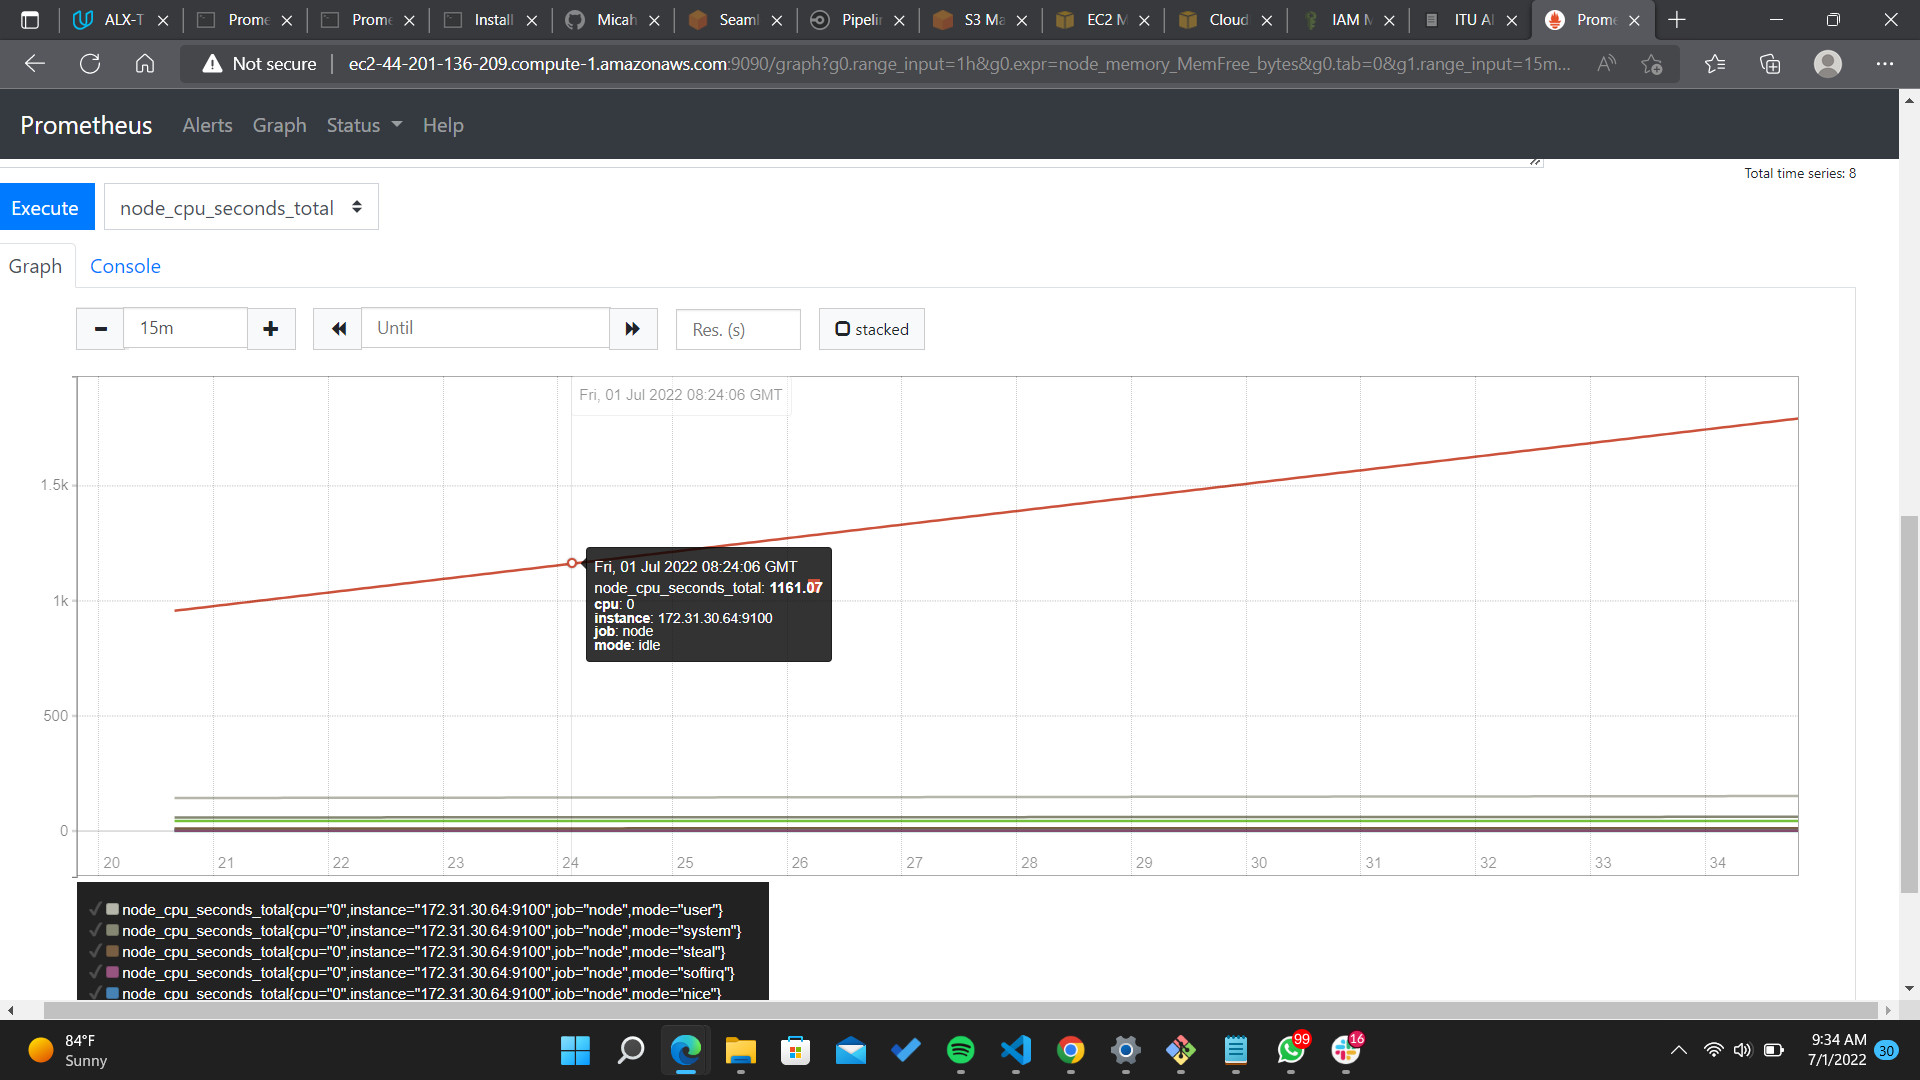 ALX-T
Prome
Prome
Install
Micah
Seaml
Pipelin
S3 Ma
EC2 M
Cloud
IAM M
ITU Al
Prome
Not secure
ec2-44-201-136-209.compute-1.amazonaws.com:9090/graph?g0.range_input=1h&g0.expr=node_memory_MemFree_bytes&g0.tab=0&g1.range_input=15m...
Prometheus Alerts Graph Status Help
Total time series: 8
Execute node_cpu_seconds_total
Graph Console
15m Until Res. (s) stacked
Fri, 01 Jul 2022 08:24:06 GMT
1.5k
1k
500
0
Fri, 01 Jul 2022 08:24:06 GMT
node_cpu_seconds_total: 1161.07
cpu: 0
instance: 172.31.30.64:9100
job: node
mode: idle
20 21 22 23 24 25 26 27 28 29 30 31 32 33 34
node_cpu_seconds_total{cpu="0",instance="172.31.30.64:9100",job="node",mode="user"}
node_cpu_seconds_total{cpu="0",instance="172.31.30.64:9100",job="node",mode="system"}
node_cpu_seconds_total{cpu="0",instance="172.31.30.64:9100",job="node",mode="steal"}
node_cpu_seconds_total{cpu="0",instance="172.31.30.64:9100",job="node",mode="softirq"}
node_cpu_seconds_total{cpu="0",instance="172.31.30.64:9100",job="node",mode="nice"}
84°F
Sunny
99
16
9:34 AM
7/1/2022
30